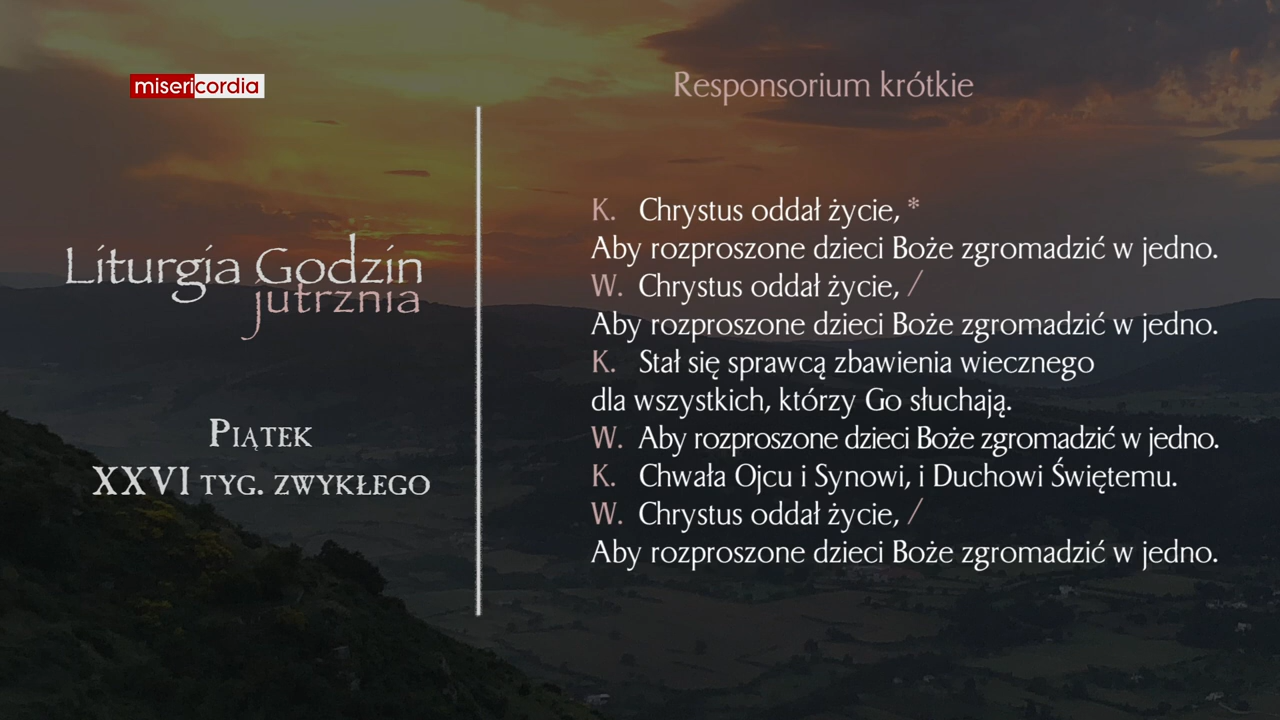 misericordia
Liturgia Godzin
jutrznia
Piątek
XXVI tyg. zwykłego
Responsorium krótkie
K. Chrystus oddał życie, *
Aby rozproszone dzieci Boże zgromadzić w jedno.
W. Chrystus oddał życie, /
Aby rozproszone dzieci Boże zgromadzić w jedno.
K. Stał się sprawcą zbawienia wiecznego
dla wszystkich, którzy Go słuchają.
W. Aby rozproszone dzieci Boże zgromadzić w jedno.
K. Chwała Ojcu i Synowi, i Duchowi Świętemu.
W. Chrystus oddał życie, /
Aby rozproszone dzieci Boże zgromadzić w jedno.